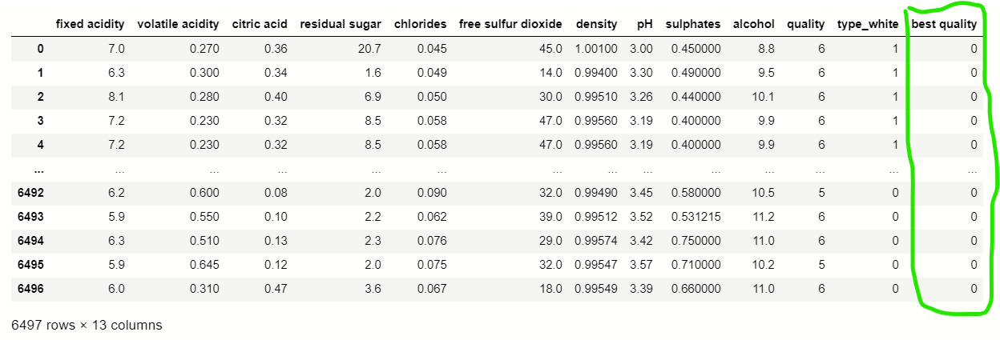 fixed acidity volatile acidity citric acid residual sugar chlorides free sulfur dioxide density pH sulphates alcohol quality type_white best quality
0 7.0 0.270 0.36 20.7 0.045 45.0 1.00100 3.00 0.450000 8.8 6 1 0
1 6.3 0.300 0.34 1.6 0.049 14.0 0.99400 3.30 0.490000 9.5 6 1 0
2 8.1 0.280 0.40 6.9 0.050 30.0 0.99510 3.26 0.440000 10.1 6 1 0
3 7.2 0.230 0.32 8.5 0.058 47.0 0.99560 3.19 0.400000 9.9 6 1 0
4 7.2 0.230 0.32 8.5 0.058 47.0 0.99560 3.19 0.400000 9.9 6 1 0
... ... ... ... ... ... ... ... ... ... ... ... ... ...
6492 6.2 0.600 0.08 2.0 0.090 32.0 0.99490 3.45 0.580000 10.5 5 0 0
6493 5.9 0.550 0.10 2.2 0.062 39.0 0.99512 3.52 0.531215 11.2 6 0 0
6494 6.3 0.510 0.13 2.3 0.076 29.0 0.99574 3.42 0.750000 11.0 6 0 0
6495 5.9 0.645 0.12 2.0 0.075 32.0 0.99547 3.57 0.710000 10.2 5 0 0
6496 6.0 0.310 0.47 3.6 0.067 18.0 0.99549 3.39 0.660000 11.0 6 0 0
6497 rows × 13 columns